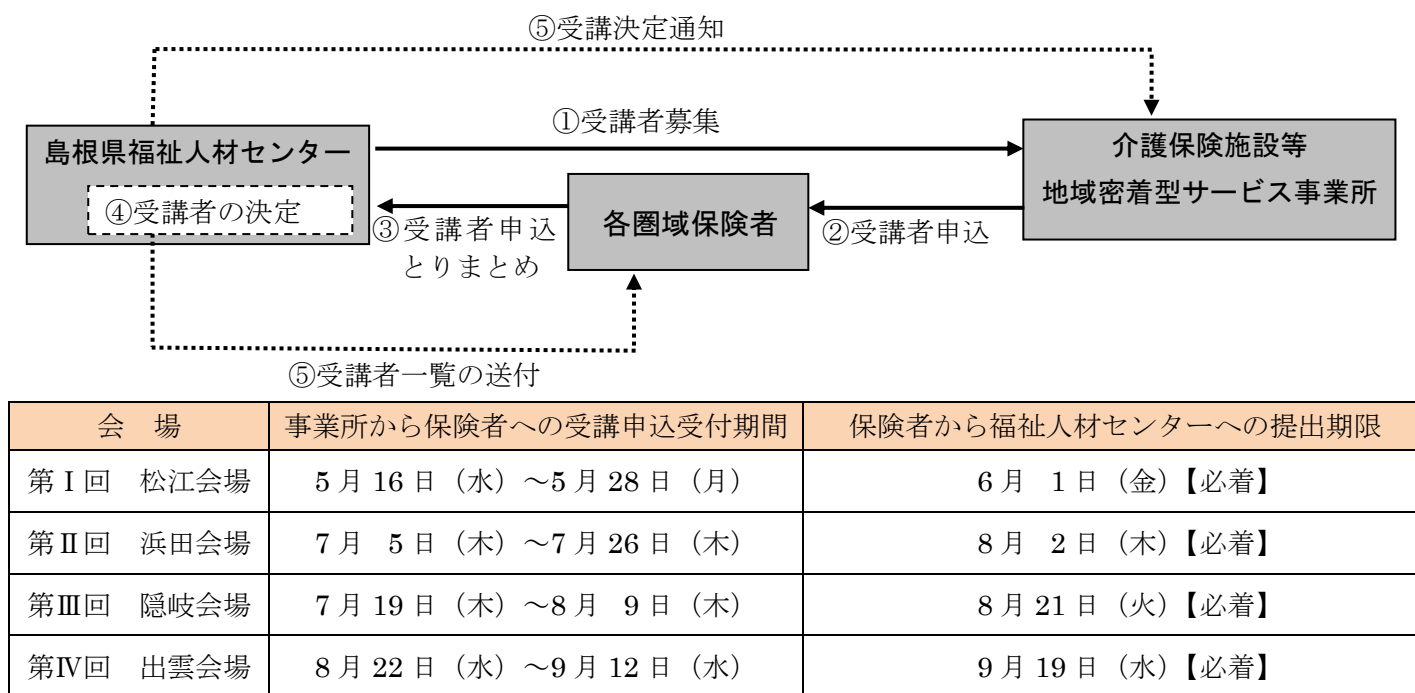 ⑤受講決定通知
①受講者募集
島根県福祉人材センター
④受講者の決定
介護保険施設等
地域密着型サービス事業所
各圏域保険者
②受講者申込
③受講者申込
とりまとめ
⑤受講者一覧の送付
会 場 事業所から保険者への受講申込受付期間 保険者から福祉人材センターへの提出期限
第Ⅰ回 松江会場 5月16日（水）～5月28日（月） 6月 1日（金）【必着】
第Ⅱ回 浜田会場 7月 5日（木）～7月26日（木） 8月 2日（木）【必着】
第Ⅲ回 隠岐会場 7月19日（木）～8月 9日（木） 8月21日（火）【必着】
第Ⅳ回 出雲会場 8月22日（水）～9月12日（水） 9月19日（水）【必着】